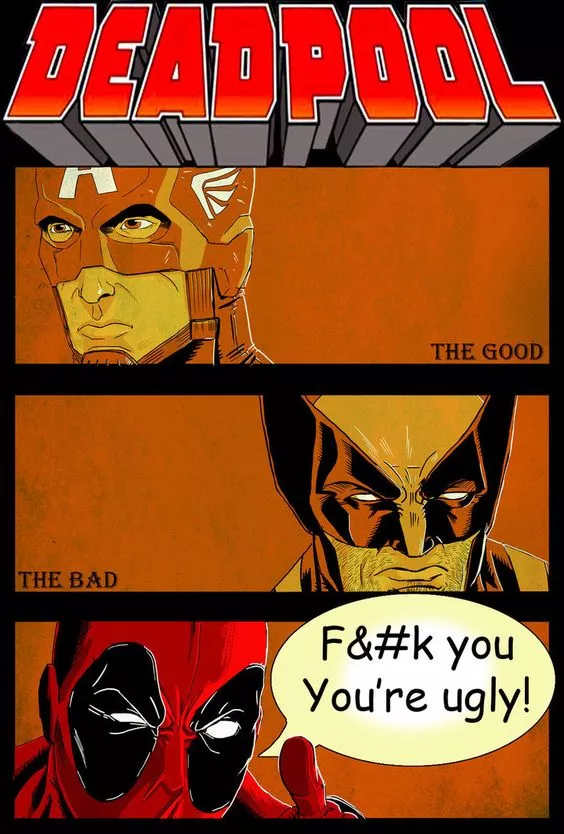 DEADPOOL
A
THE GOOD
THE BAD
F&#k you
You're ugly!